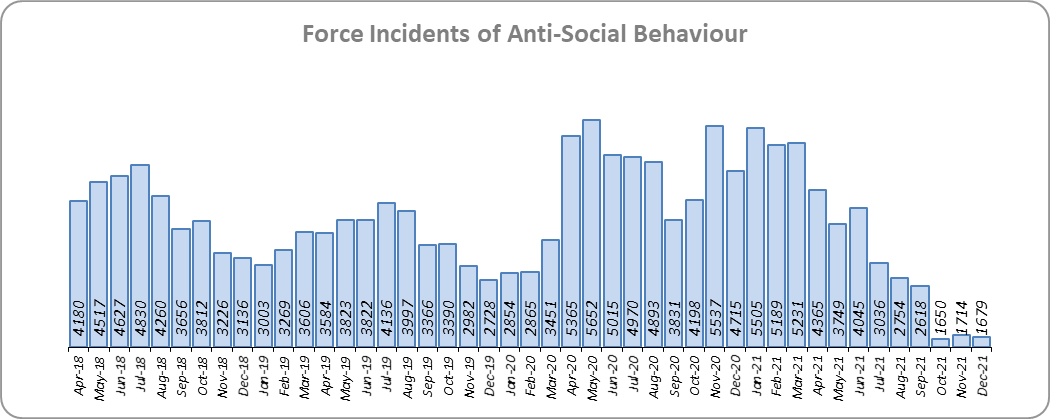 Force Incidents of Anti-Social Behaviour
4180 4517 4627 4830 4260 3656 3812 3226 3136 3003 3269 3606 3584 3823 3822 4136 3997 3366 3390 2982 2728 2854 2865 3451 5365 5652 5015 4970 4893 3831 4198 5537 4715 5505 5189 5231 4365 3749 4045 3036 2754 2618 1650 1714 1679
Apr-18 May-18 Jun-18 Jul-18 Aug-18 Sep-18 Oct-18 Nov-18 Dec-18 Jan-19 Feb-19 Mar-19 Apr-19 May-19 Jun-19 Jul-19 Aug-19 Sep-19 Oct-19 Nov-19 Dec-19 Jan-20 Feb-20 Mar-20 Apr-20 May-20 Jun-20 Jul-20 Aug-20 Sep-20 Oct-20 Nov-20 Dec-20 Jan-21 Feb-21 Mar-21 Apr-21 May-21 Jun-21 Jul-21 Aug-21 Sep-21 Oct-21 Nov-21 Dec-21